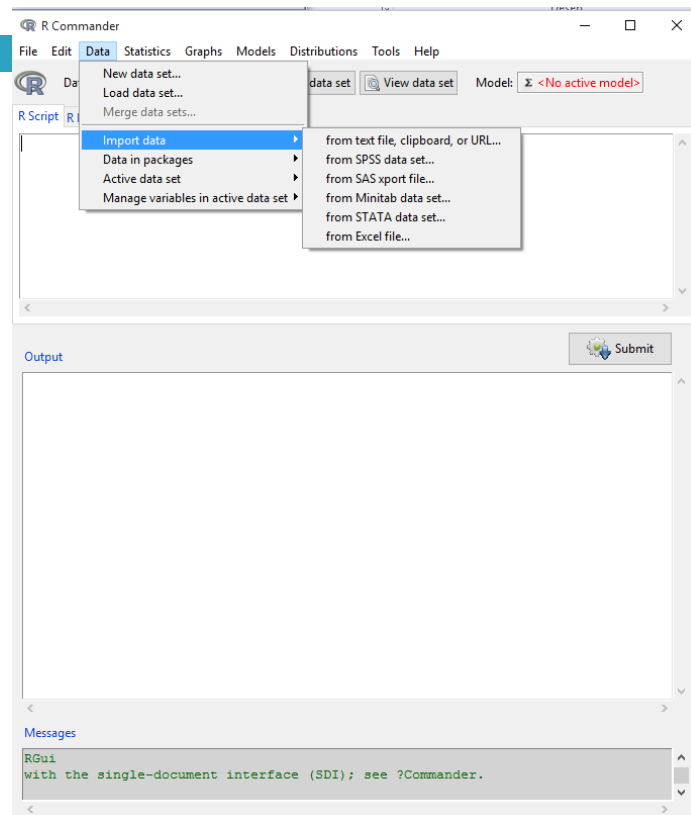 R Commander
File Edit Data Statistics Graphs Models Distributions Tools Help
New data set...
Load data set...
Merge data sets...
Import data
Data in packages
Active data set
Manage variables in active data set
data set View data set Model: Σ <No active model>
R Script R
from text file, clipboard, or URL...
from SPSS data set...
from SAS xport file...
from Minitab data set...
from STATA data set...
from Excel file...
Submit
Output
Messages
RGui
with the single-document interface (SDI); see ?Commander.